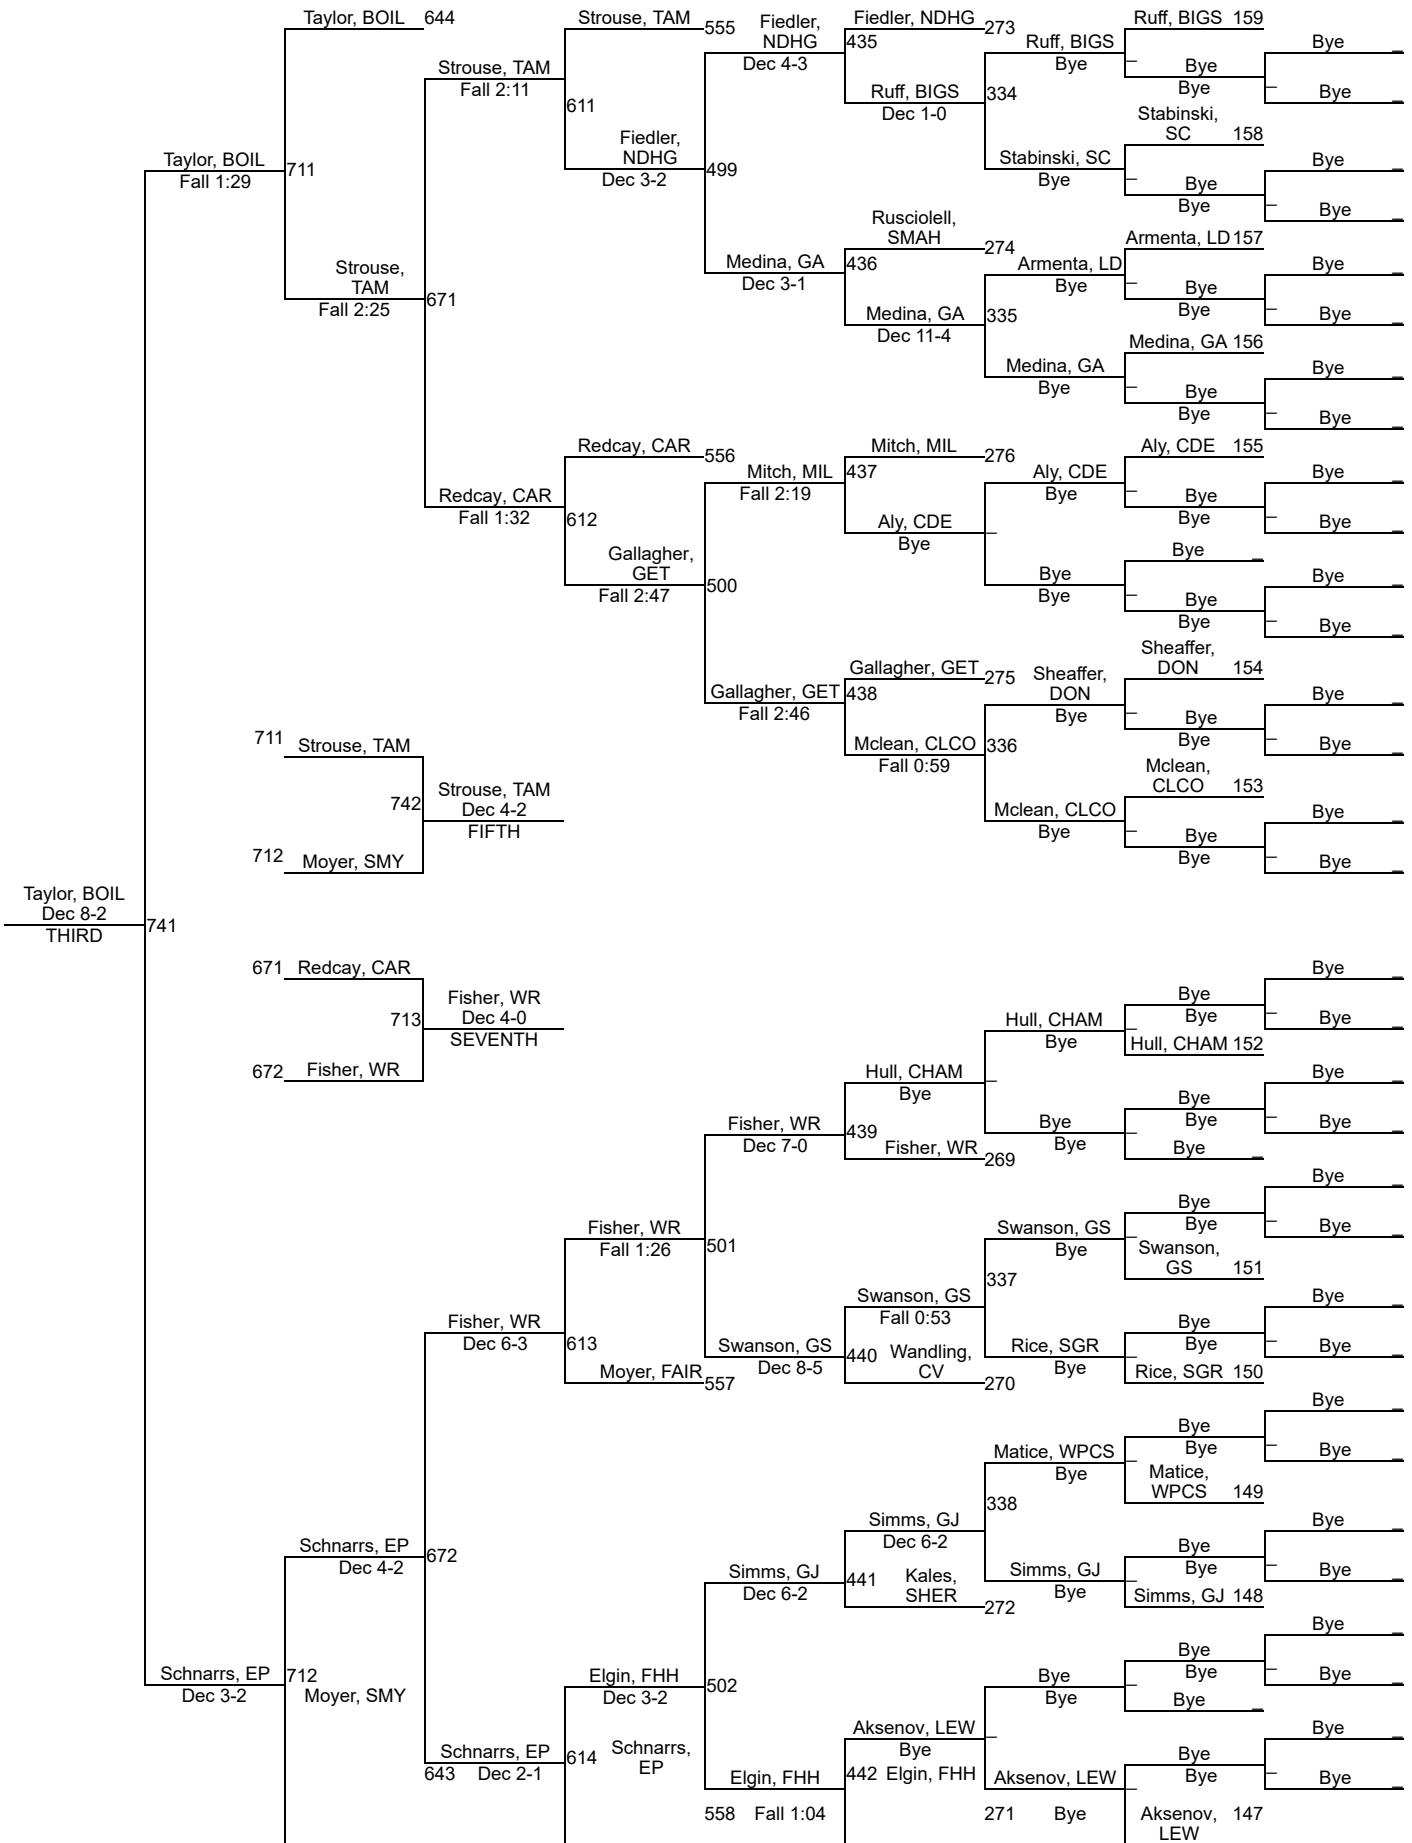 Taylor, BOIL 644
Strouse, TAM
555
Fiedler,
NDHG
Dec 4-3
Fiedler, NDHG
273
435
Ruff, BIGS
Bye
Ruff, BIGS 159
Bye _
_
Bye
Bye
_
Bye _
Strouse, TAM
Fall 2:11
611
Ruff, BIGS
Dec 1-0
334
Stabinski,
SC 158
Fiedler,
NDHG
Dec 3-2
499
Stabinski, SC
Bye
Bye _
_
Bye
Bye
_
Bye _
Taylor, BOIL
Fall 1:29
711
Rusciolell,
SMAH
274
Armenta, LD 157
Medina, GA
Dec 3-1
436
Armenta, LD
Bye
Bye _
_
Bye
Bye
_
Bye _
Strouse,
TAM
Fall 2:25
671
Medina, GA
Dec 11-4
335
Medina, GA 156
Medina, GA
Bye
Bye _
_
Bye
Bye
_
Bye _
Redcay, CAR
556
Mitch, MIL
276
Aly, CDE 155
Mitch, MIL
Fall 2:19
437
Aly, CDE
Bye
Bye _
_
Bye
Bye
_
Bye _
Redcay, CAR
Fall 1:32
612
Aly, CDE
Bye
_
Gallagher,
GET
Fall 2:47
500
Bye
Bye
Bye _
Bye _
_
Bye
Bye
_
Bye _
Gallagher, GET
275
Sheaffer,
DON
Bye
Sheaffer,
DON 154
Gallagher, GET
Fall 2:46
438
Bye _
_
Bye
Bye
_
Bye _
Mclean, CLCO
Fall 0:59
336
Mclean,
CLCO 153
711 Strouse, TAM
742
Strouse, TAM
Dec 4-2
FIFTH
Mclean, CLCO
Bye
Bye _
_
Bye
Bye
_
Bye _
712 Moyer, SMY
Taylor, BOIL
Dec 8-2
THIRD
741
671 Redcay, CAR
713
Fisher, WR
Dec 4-0
SEVENTH
672 Fisher, WR
Bye _
Bye
Bye
_
Bye _
Hull, CHAM
Bye
_
Hull, CHAM 152
Hull, CHAM
Bye
_
Bye _
Bye
Bye
_
Bye _
Fisher, WR
Dec 7-0
439
Bye
Bye
_
Bye _
Fisher, WR
269
Bye _
Bye
Bye
_
Bye _
Fisher, WR
Fall 1:26
501
Swanson, GS
Bye
_
Swanson,
GS 151
337
Swanson, GS
Fall 0:53
Bye _
Bye
Bye
_
Bye _
Fisher, WR
Dec 6-3
613
Swanson, GS
Dec 8-5
440
Wandling,
CV
270
Rice, SGR
Bye
_
Rice, SGR 150
Moyer, FAIR
557
Bye _
Bye
Bye
_
Bye _
Matice, WPCS
Bye
_
Matice,
WPCS 149
338
Simms, GJ
Dec 6-2
Bye _
Bye
Bye
_
Bye _
Schnarrs, EP
Dec 4-2
672
Simms, GJ
Dec 6-2
441
Kales,
SHER
272
Simms, GJ
Bye
_
Simms, GJ 148
Bye _
Bye
Bye
_
Bye _
Schnarrs, EP
Dec 3-2
712
Moyer, SMY
Elgin, FHH
Dec 3-2
502
Bye
Bye
_
Bye _
Aksenov, LEW
Bye
_
Bye _
Bye
Bye
_
Bye _
Schnarrs, EP
643 Dec 2-1
614
Schnarrs,
EP
Elgin, FHH
558 Fall 1:04
442 Elgin, FHH
271
Aksenov, LEW
Bye
_
Aksenov,
LEW
147